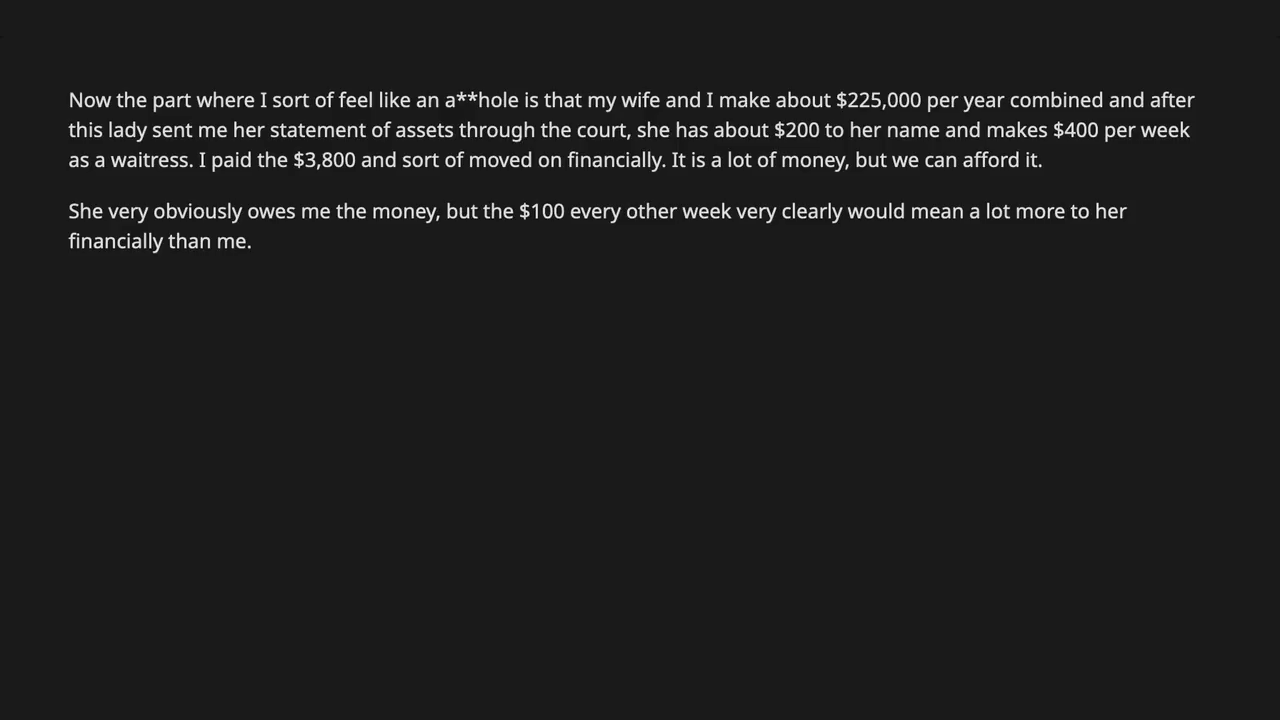 Now the part where I sort of feel like an a**hole is that my wife and I make about $225,000 per year combined and after
this lady sent me her statement of assets through the court, she has about $200 to her name and makes $400 per week
as a waitress. I paid the $3,800 and sort of moved on financially. It is a lot of money, but we can afford it.
She very obviously owes me the money, but the $100 every other week very clearly would mean a lot more to her
financially than me.